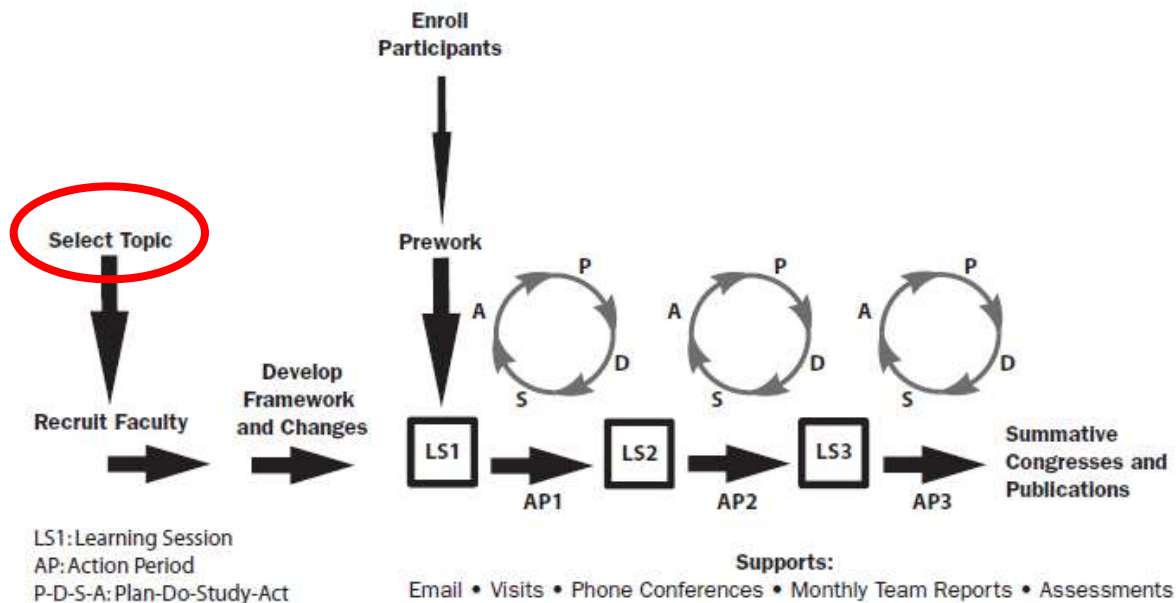 Enroll
Participants
Select Topic
Prework
P
A
D
S
P
A
D
S
P
A
D
S
Recruit Faculty
Develop
Framework
and Changes
LS1
AP1
LS2
AP2
LS3
AP3
Summative
Congresses and
Publications
LS1: Learning Session
AP: Action Period
P-D-S-A: Plan-Do-Study-Act
Supports:
Email • Visits • Phone Conferences • Monthly Team Reports • Assessments